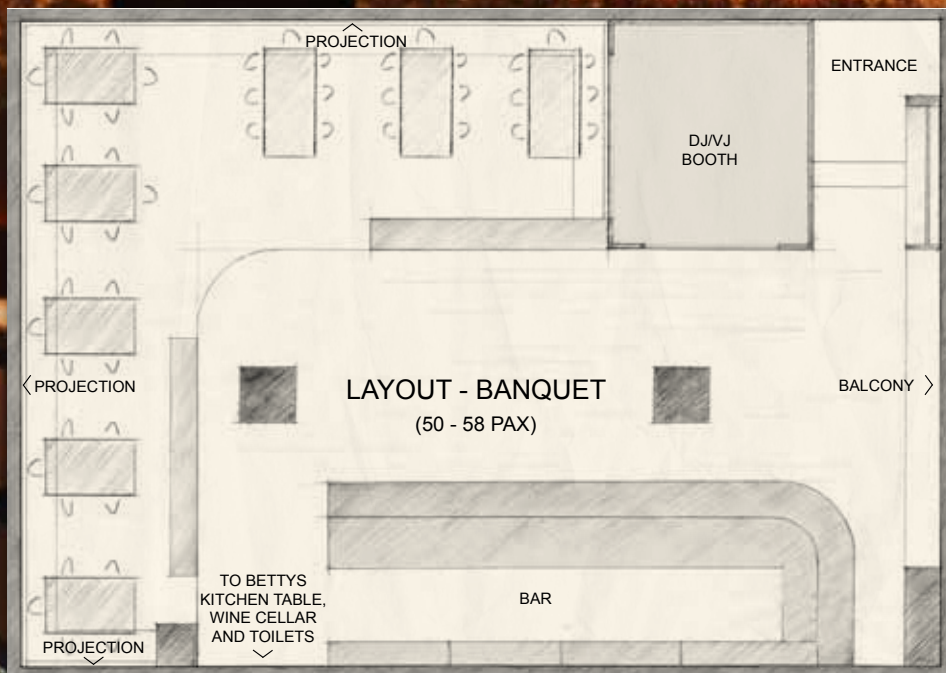 PROJECTION
ENTRANCE
DJ/VJ
BOOTH
PROJECTION
LAYOUT - BANQUET
(50 - 58 PAX)
BALCONY
TO BETTYS
KITCHEN TABLE,
WINE CELLAR
AND TOILETS
BAR
PROJECTION